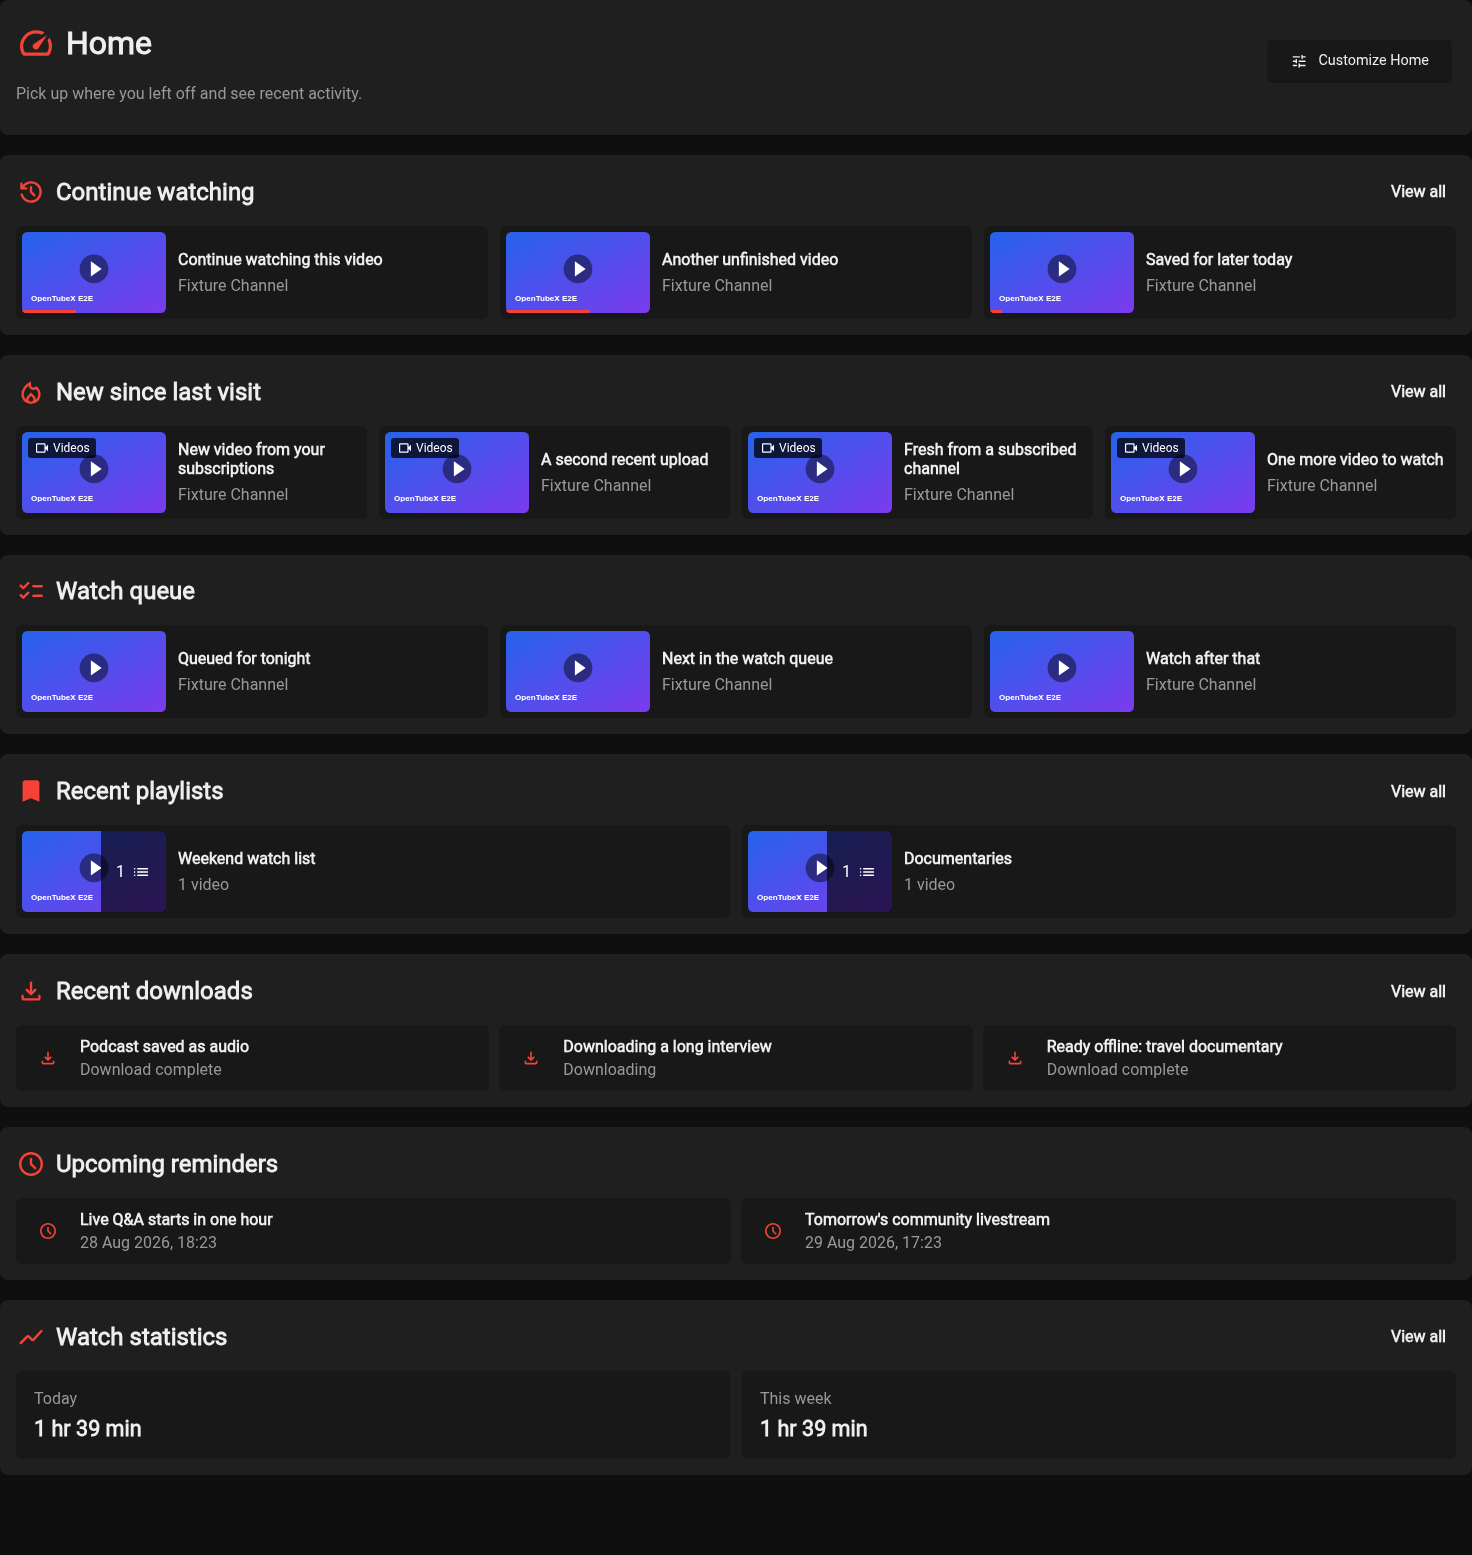 Home
Customize Home
Pick up where you left off and see recent activity.
Continue watching
View all
OpenTubeX E2E
Continue watching this video
Fixture Channel
OpenTubeX E2E
Another unfinished video
Fixture Channel
OpenTubeX E2E
Saved for later today
Fixture Channel
New since last visit
View all
Videos
OpenTubeX E2E
New video from your
subscriptions
Fixture Channel
Videos
OpenTubeX E2E
A second recent upload
Fixture Channel
Videos
OpenTubeX E2E
Fresh from a subscribed
channel
Fixture Channel
Videos
OpenTubeX E2E
One more video to watch
Fixture Channel
Watch queue
OpenTubeX E2E
Queued for tonight
Fixture Channel
OpenTubeX E2E
Next in the watch queue
Fixture Channel
OpenTubeX E2E
Watch after that
Fixture Channel
Recent playlists
View all
1
OpenTubeX E2E
Weekend watch list
1 video
1
OpenTubeX E2E
Documentaries
1 video
Recent downloads
View all
Podcast saved as audio
Download complete
Downloading a long interview
Downloading
Ready offline: travel documentary
Download complete
Upcoming reminders
Live Q&A starts in one hour
28 Aug 2026, 18:23
Tomorrow's community livestream
29 Aug 2026, 17:23
Watch statistics
View all
Today
1 hr 39 min
This week
1 hr 39 min